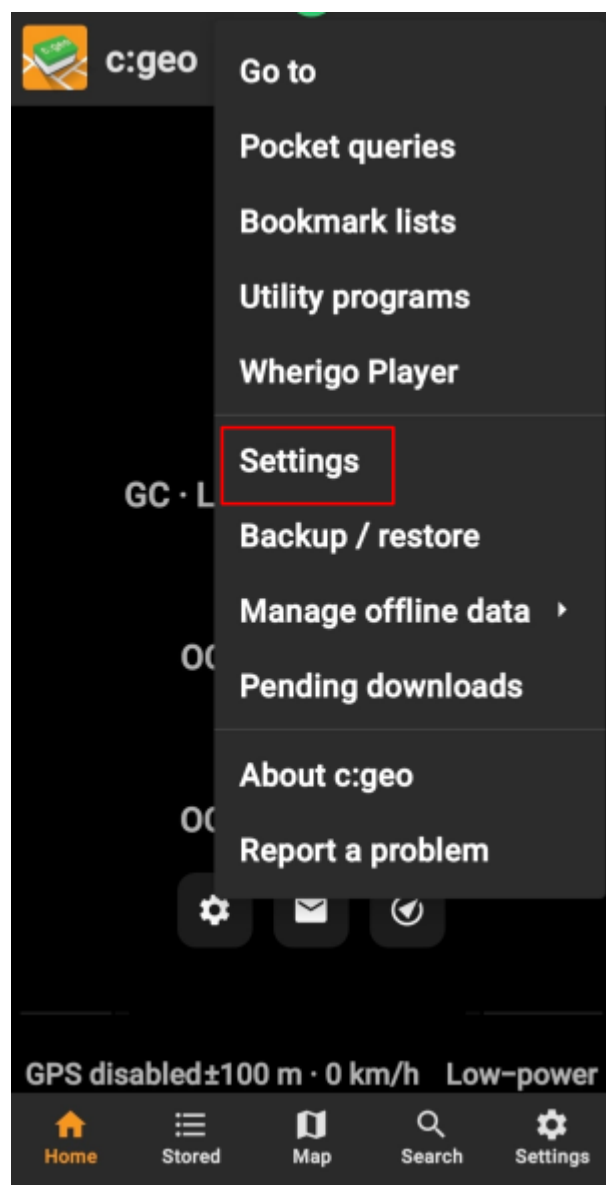 c:geo
Go to
Pocket queries
Bookmark lists
Utility programs
Wherigo Player
Settings
GC · L
Backup / restore
Manage offline data
OC
Pending downloads
About c:geo
OC
Report a problem
GPS disabled ±100 m · 0 km/h Low-power
Home Stored Map Search Settings